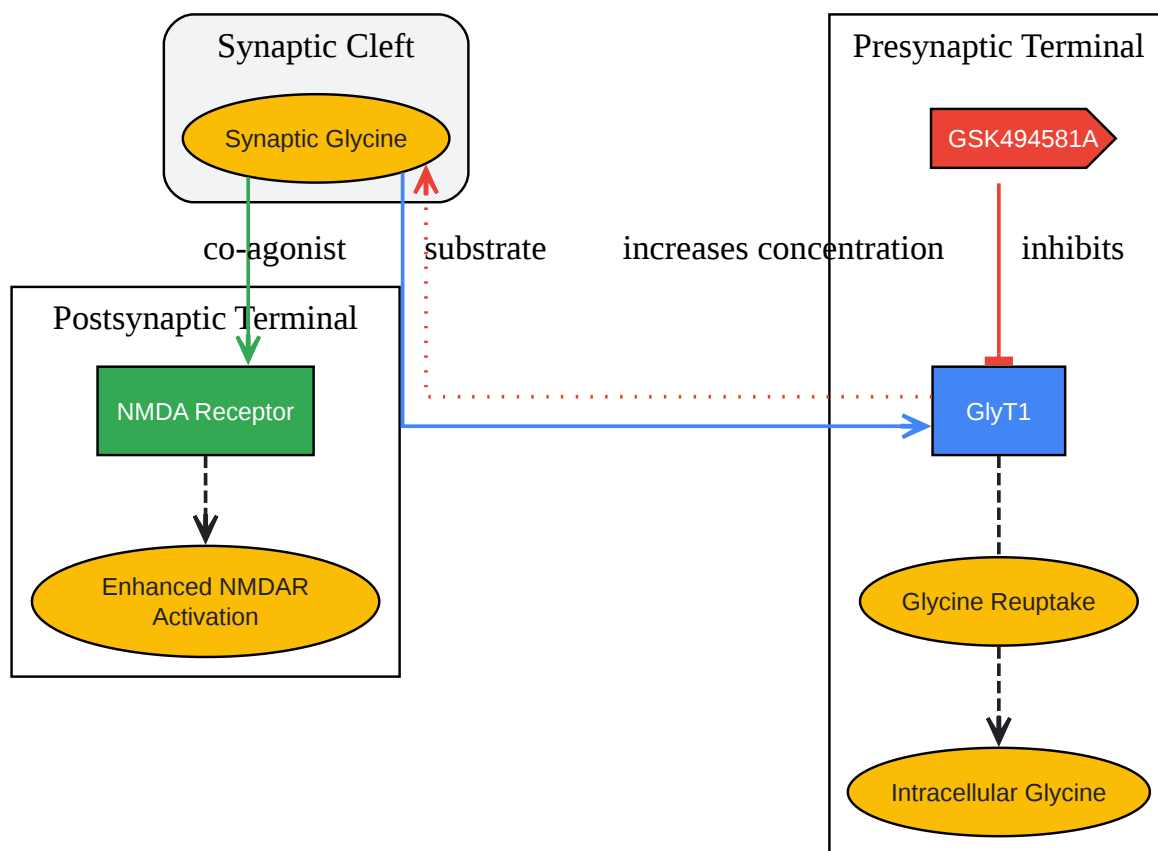 Synaptic Cleft
Presynaptic Terminal
Synaptic Glycine
GSK494581A
co-agonist
substrate
increases concentration
inhibits
Postsynaptic Terminal
NMDA Receptor
GlyT1
Enhanced NMDAR
Activation
Glycine Reuptake
Intracellular Glycine